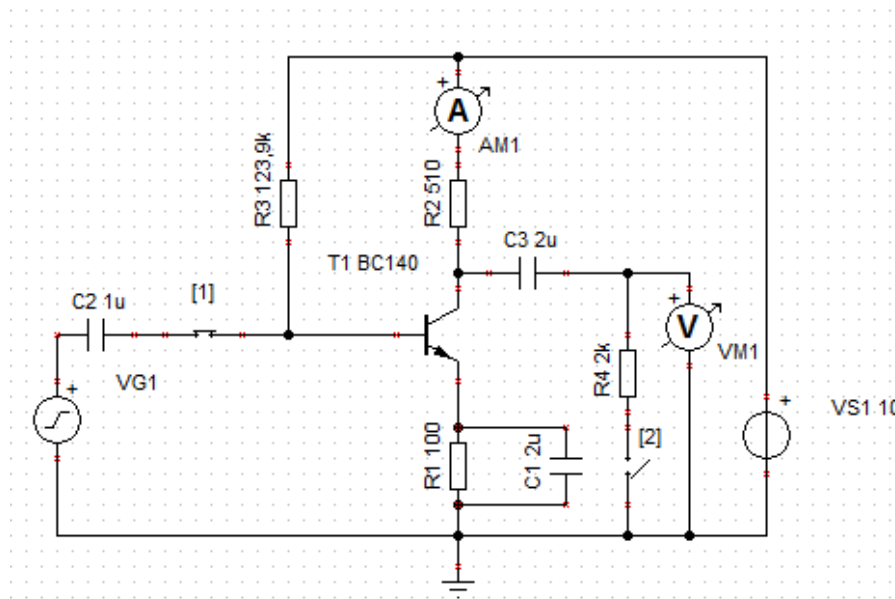 A
AM1
R3 123,9k
R2 510
C3 2u
T1 BC140
[1]
C2 1u
V
VM1
R4 2k
VG1
VS1 10
[2]
R1 100
C1 2u